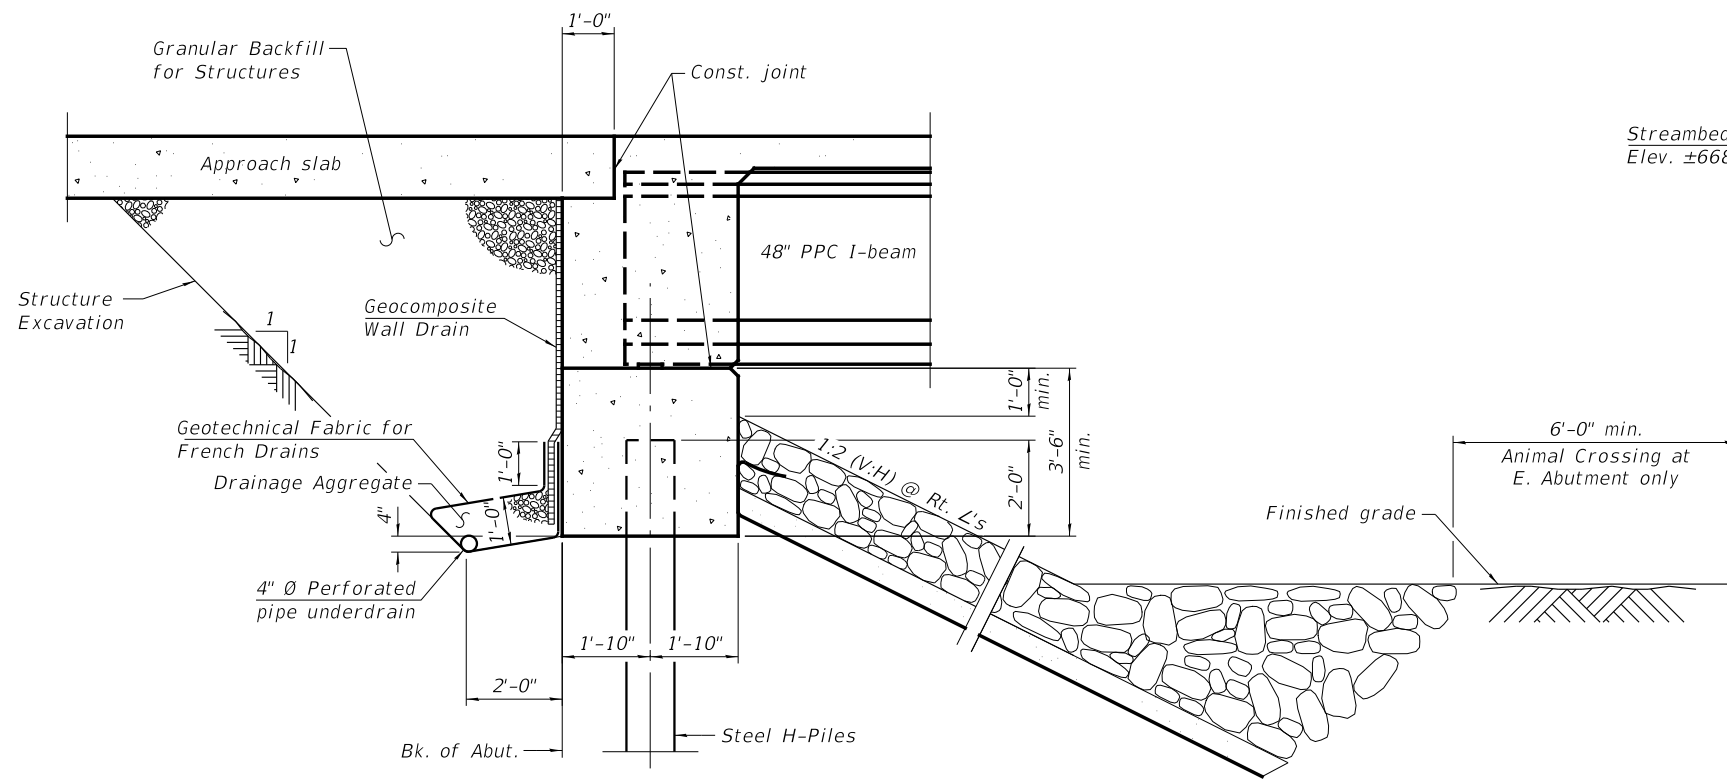 1'-0"
Granular Backfill
for Structures
Const. joint
Approach slab
Streambed
Elev. ±668
48" PPC I-beam
Structure
Excavation
Geocomposite
Wall Drain
1
1
1'-0"
min.
3'-6"
min.
2'-0"
1:2 (V:H) @ Rt. ∠'s
Geotechnical Fabric for
French Drains
1'-0"
Drainage Aggregate
4"
1'-0"
6'-0" min.
Animal Crossing at
E. Abutment only
Finished grade
4" Ø Perforated
pipe underdrain
1'-10"
1'-10"
2'-0"
Steel H-Piles
Bk. of Abut.